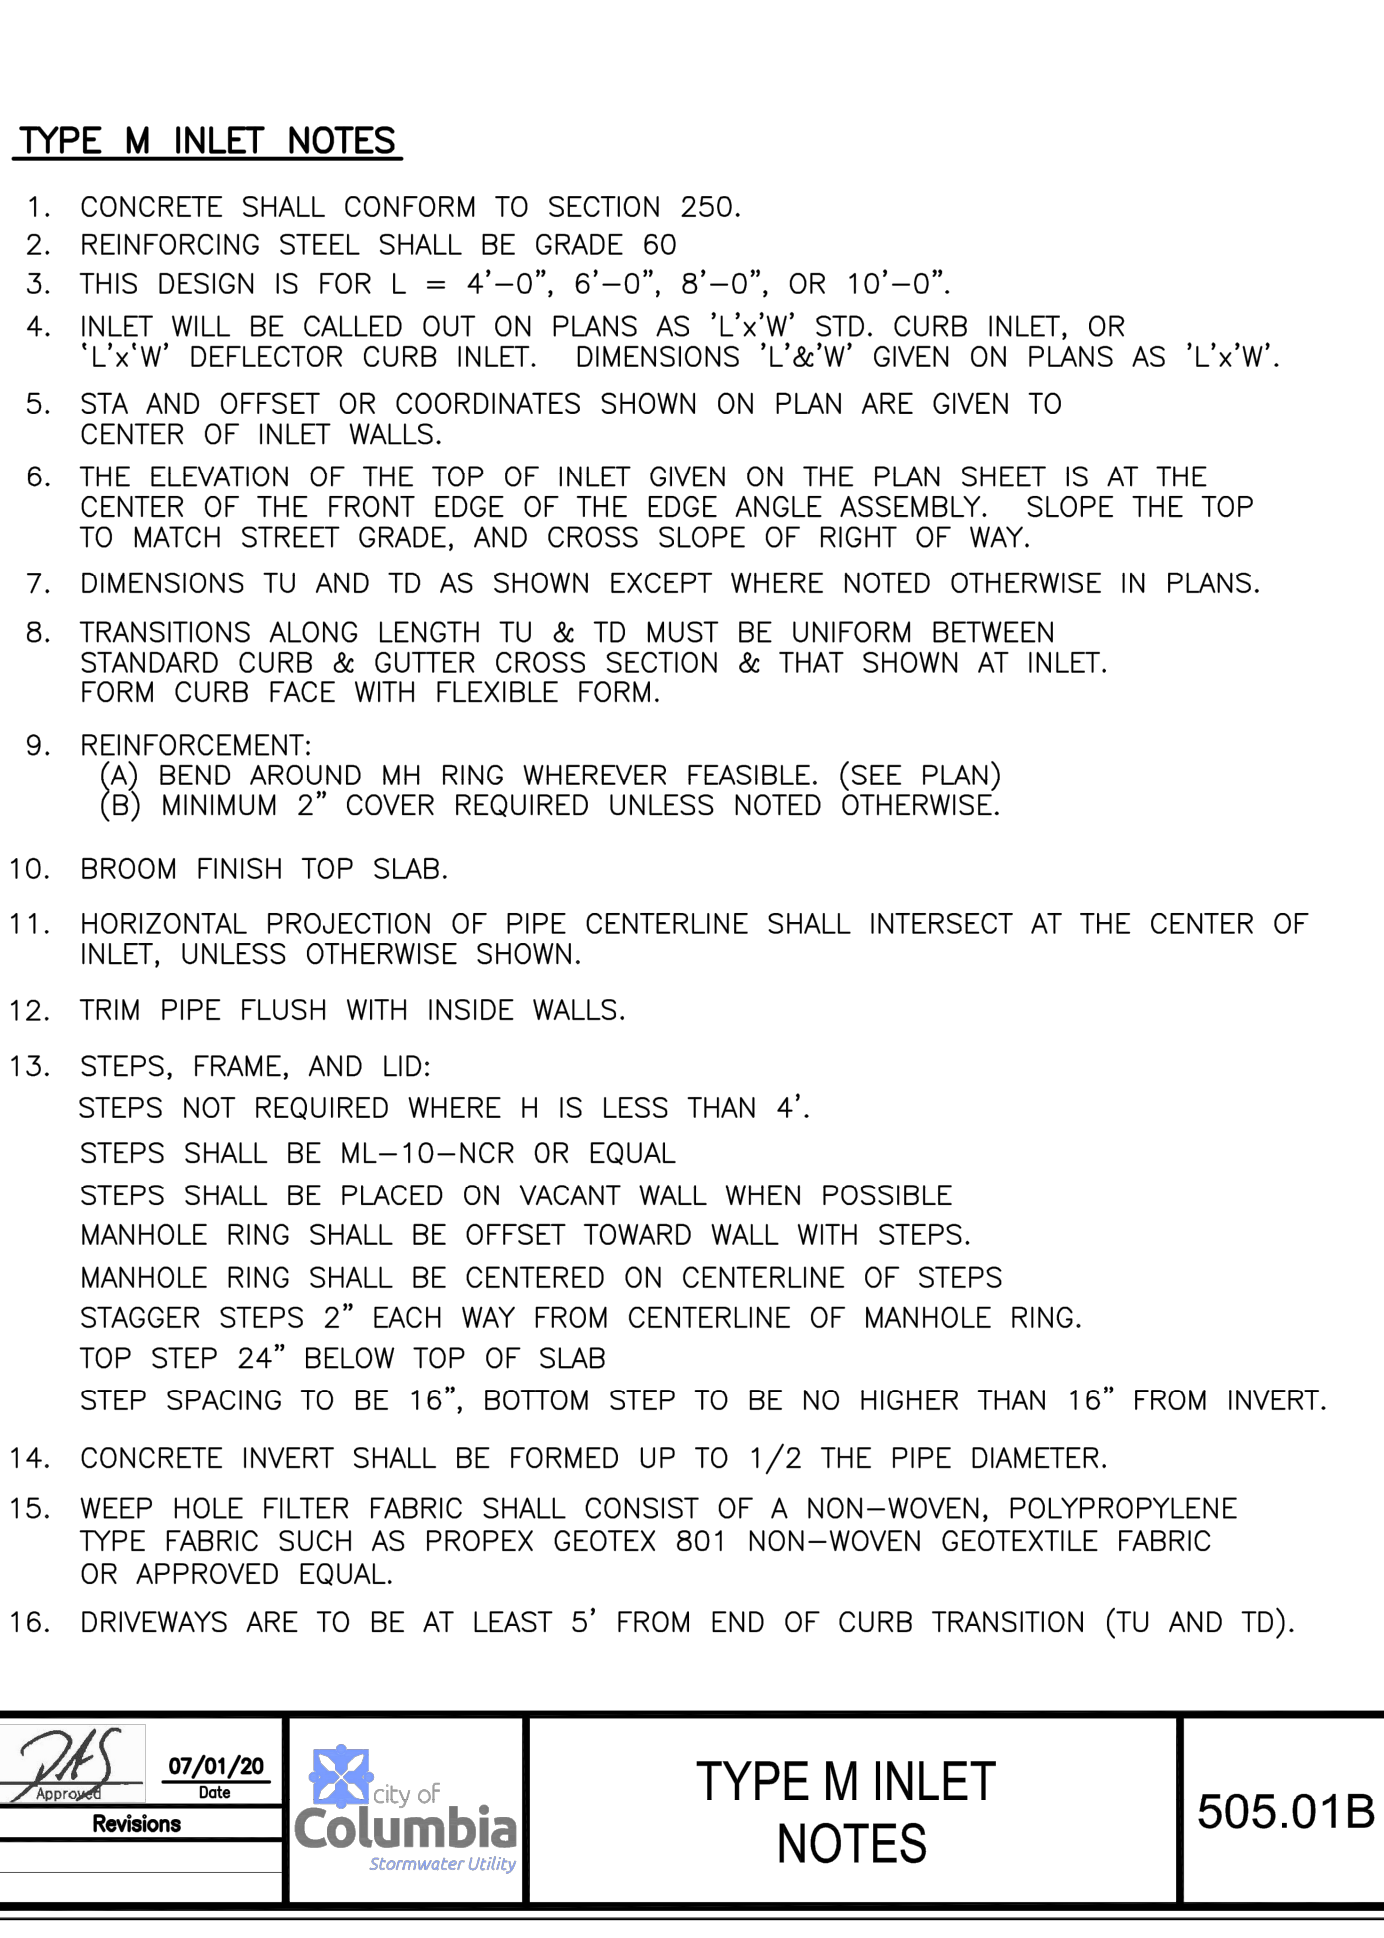 TYPE M INLET NOTES
1. CONCRETE SHALL CONFORM TO SECTION 250.
2. REINFORCING STEEL SHALL BE GRADE 60
3. THIS DESIGN IS FOR L = 4'-0", 6'-0", 8'-0", OR 10'-0".
4. INLET WILL BE CALLED OUT ON PLANS AS 'L'x'W' STD. CURB INLET, OR
‘L'x‘W' DEFLECTOR CURB INLET. DIMENSIONS 'L'&'W' GIVEN ON PLANS AS 'L'x'W'.
5. STA AND OFFSET OR COORDINATES SHOWN ON PLAN ARE GIVEN TO
CENTER OF INLET WALLS.
6. THE ELEVATION OF THE TOP OF INLET GIVEN ON THE PLAN SHEET IS AT THE
CENTER OF THE FRONT EDGE OF THE EDGE ANGLE ASSEMBLY. SLOPE THE TOP
TO MATCH STREET GRADE, AND CROSS SLOPE OF RIGHT OF WAY.
7. DIMENSIONS TU AND TD AS SHOWN EXCEPT WHERE NOTED OTHERWISE IN PLANS.
8. TRANSITIONS ALONG LENGTH TU & TD MUST BE UNIFORM BETWEEN
STANDARD CURB & GUTTER CROSS SECTION & THAT SHOWN AT INLET.
FORM CURB FACE WITH FLEXIBLE FORM.
9. REINFORCEMENT:
(A) BEND AROUND MH RING WHEREVER FEASIBLE. (SEE PLAN)
(B) MINIMUM 2" COVER REQUIRED UNLESS NOTED OTHERWISE.
10. BROOM FINISH TOP SLAB.
11. HORIZONTAL PROJECTION OF PIPE CENTERLINE SHALL INTERSECT AT THE CENTER OF
INLET, UNLESS OTHERWISE SHOWN.
12. TRIM PIPE FLUSH WITH INSIDE WALLS.
13. STEPS, FRAME, AND LID:
STEPS NOT REQUIRED WHERE H IS LESS THAN 4'.
STEPS SHALL BE ML-10-NCR OR EQUAL
STEPS SHALL BE PLACED ON VACANT WALL WHEN POSSIBLE
MANHOLE RING SHALL BE OFFSET TOWARD WALL WITH STEPS.
MANHOLE RING SHALL BE CENTERED ON CENTERLINE OF STEPS
STAGGER STEPS 2" EACH WAY FROM CENTERLINE OF MANHOLE RING.
TOP STEP 24" BELOW TOP OF SLAB
STEP SPACING TO BE 16", BOTTOM STEP TO BE NO HIGHER THAN 16" FROM INVERT.
14. CONCRETE INVERT SHALL BE FORMED UP TO 1/2 THE PIPE DIAMETER.
15. WEEP HOLE FILTER FABRIC SHALL CONSIST OF A NON-WOVEN, POLYPROPYLENE
TYPE FABRIC SUCH AS PROPEX GEOTEX 801 NON-WOVEN GEOTEXTILE FABRIC
OR APPROVED EQUAL.
16. DRIVEWAYS ARE TO BE AT LEAST 5' FROM END OF CURB TRANSITION (TU AND TD).
07/01/20
Approved Date
Revisions
city of
Columbia
Stormwater Utility
TYPE M INLET
NOTES
505.01B